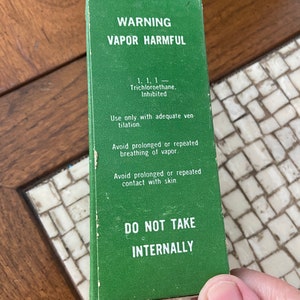 WARNING
VAPOR HARMFUL
1, 1, 1 —
Trichloroethane,
Inhibited
Use only with adequate ven
tilation.
Avoid prolonged or repeated
breathing of vapor.
Avoid prolonged or repeated
contact with skin.
DO NOT TAKE
INTERNALLY